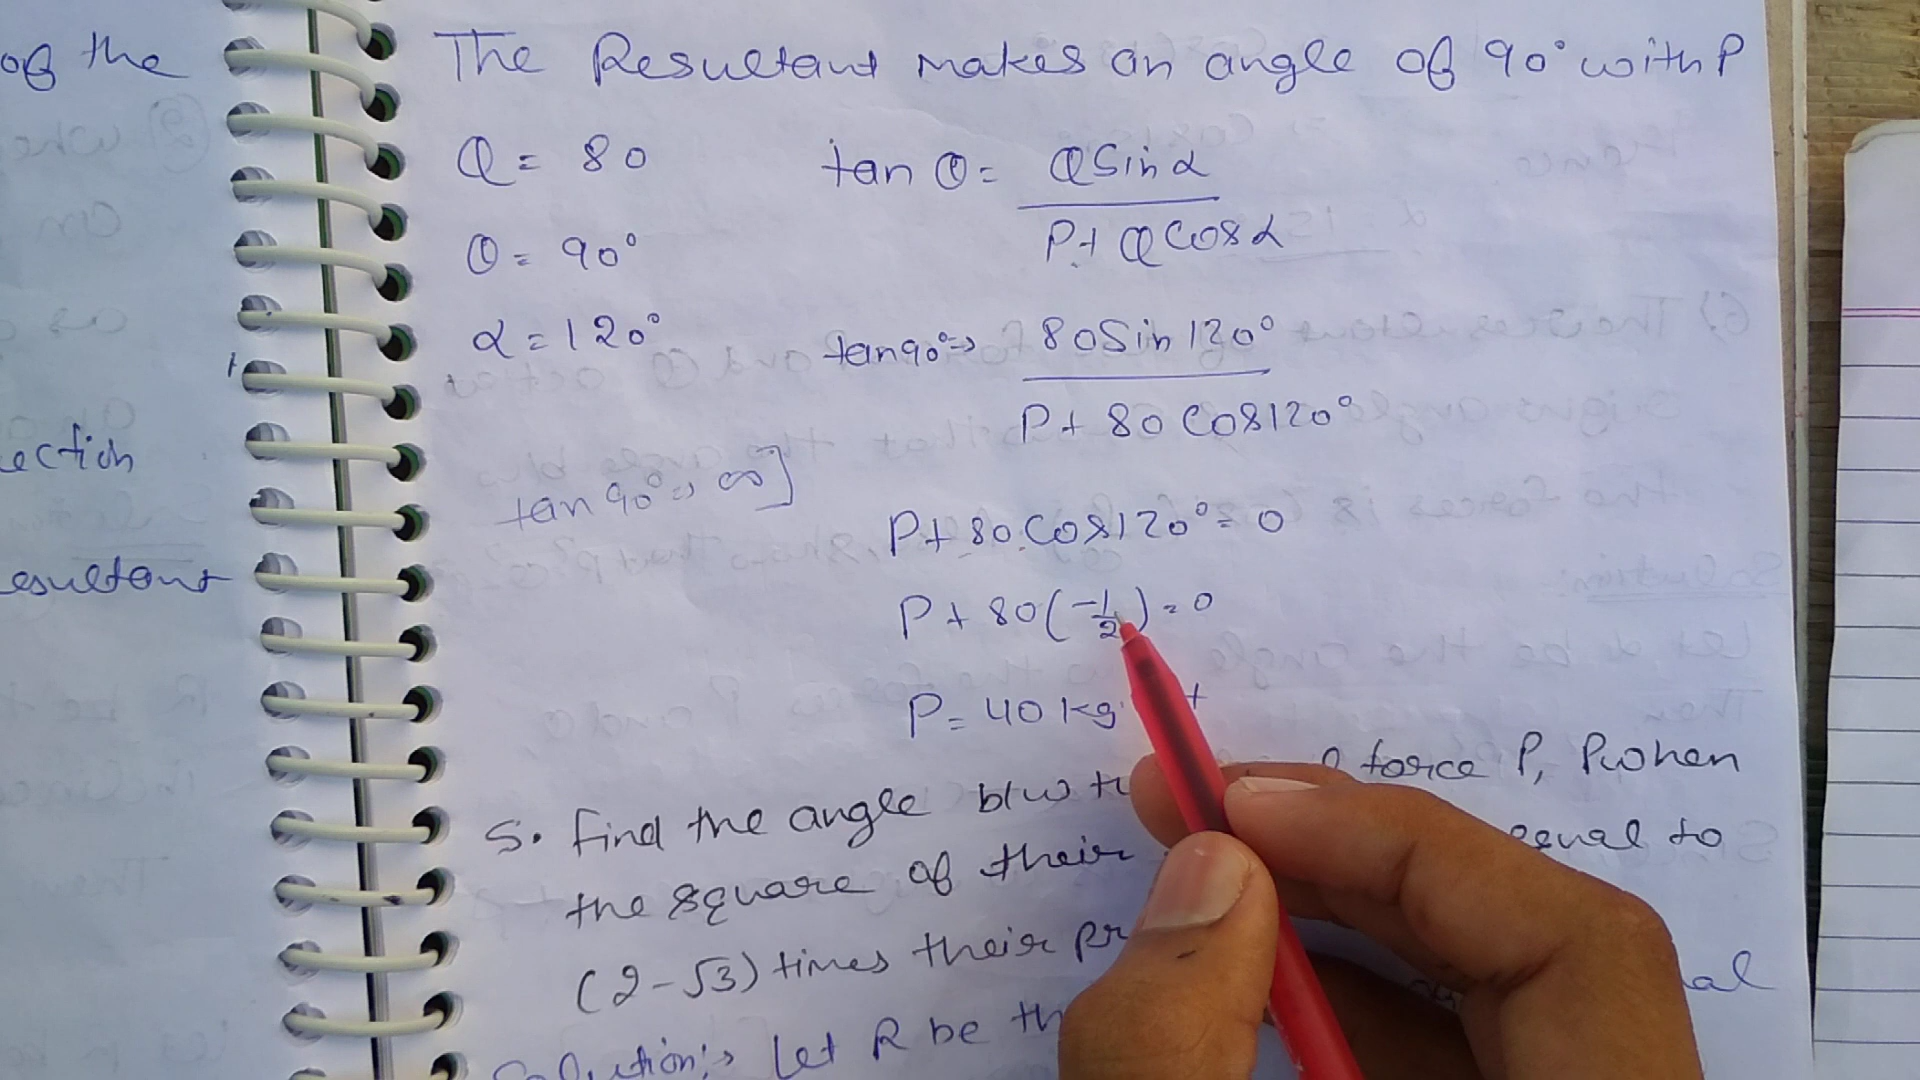 of the
ection
esultant
The Resultant makes an angle of 90° with P
Q = 80
θ = 90°
α = 120°
tan θ = Q Sin α / P + Q Cos α
tan 90° => 80 Sin 120° / P + 80 Cos 120°
tan 90° => ∞]
P + 80 Cos 120° = 0
P + 80 (-1/2) = 0
P = 40 kg
5. Find the angle b/w force P, P when
the square of their equal to
(2-√3) times their pr al
Solution:> Let R be th